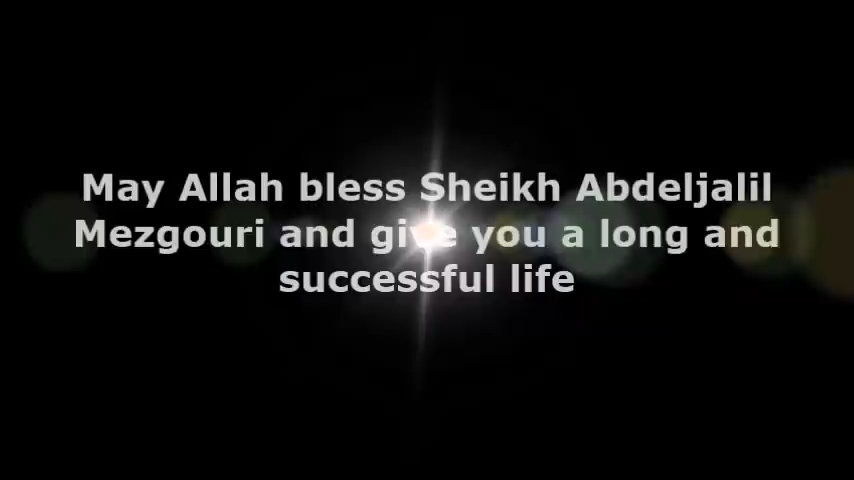 May Allah bless Sheikh Abdeljalil
Mezgouri and give you a long and
successful life